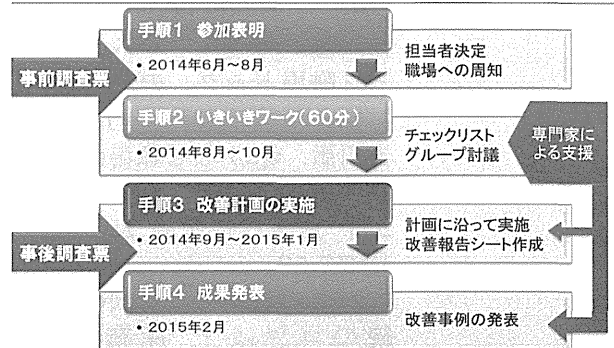 手順1 参加表明
• 2014年6月～8月
担当者決定
職場への周知
事前調査票
手順2 いきいきワーク(60分)
• 2014年8月～10月
チェックリスト
グループ討議
専門家に
よる支援
手順3 改善計画の実施
• 2014年9月～2015年1月
計画に沿って実施
改善報告シート作成
事後調査票
手順4 成果発表
• 2015年2月
改善事例の発表